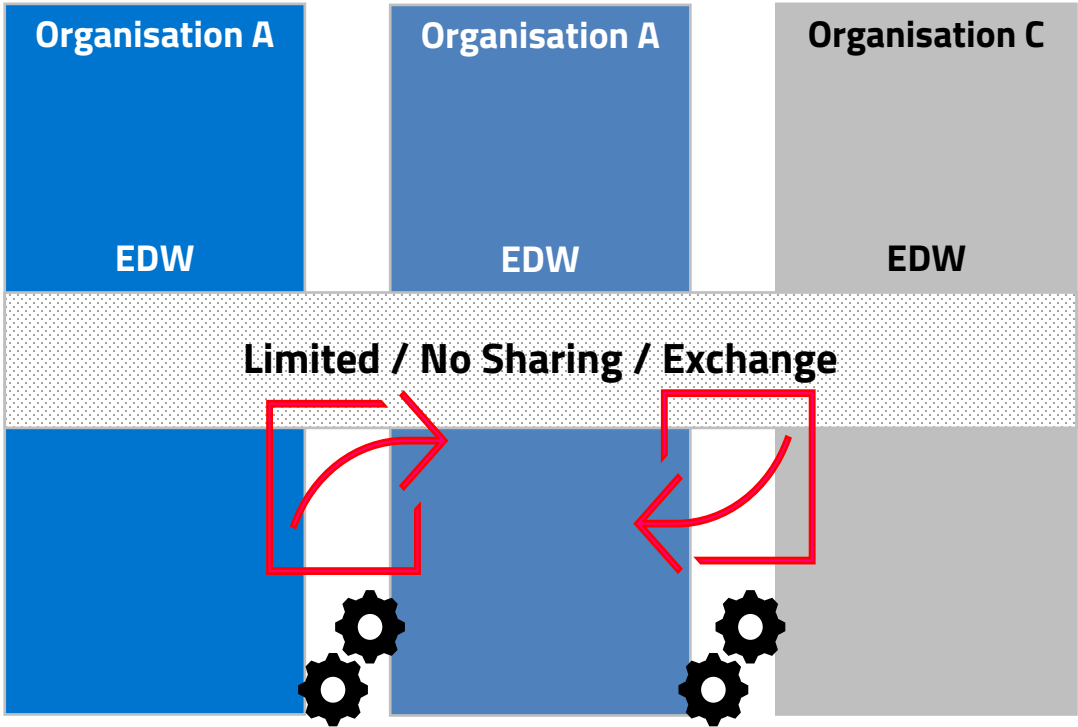 Organisation A
Organisation A
Organisation C
EDW
EDW
EDW
Limited / No Sharing / Exchange